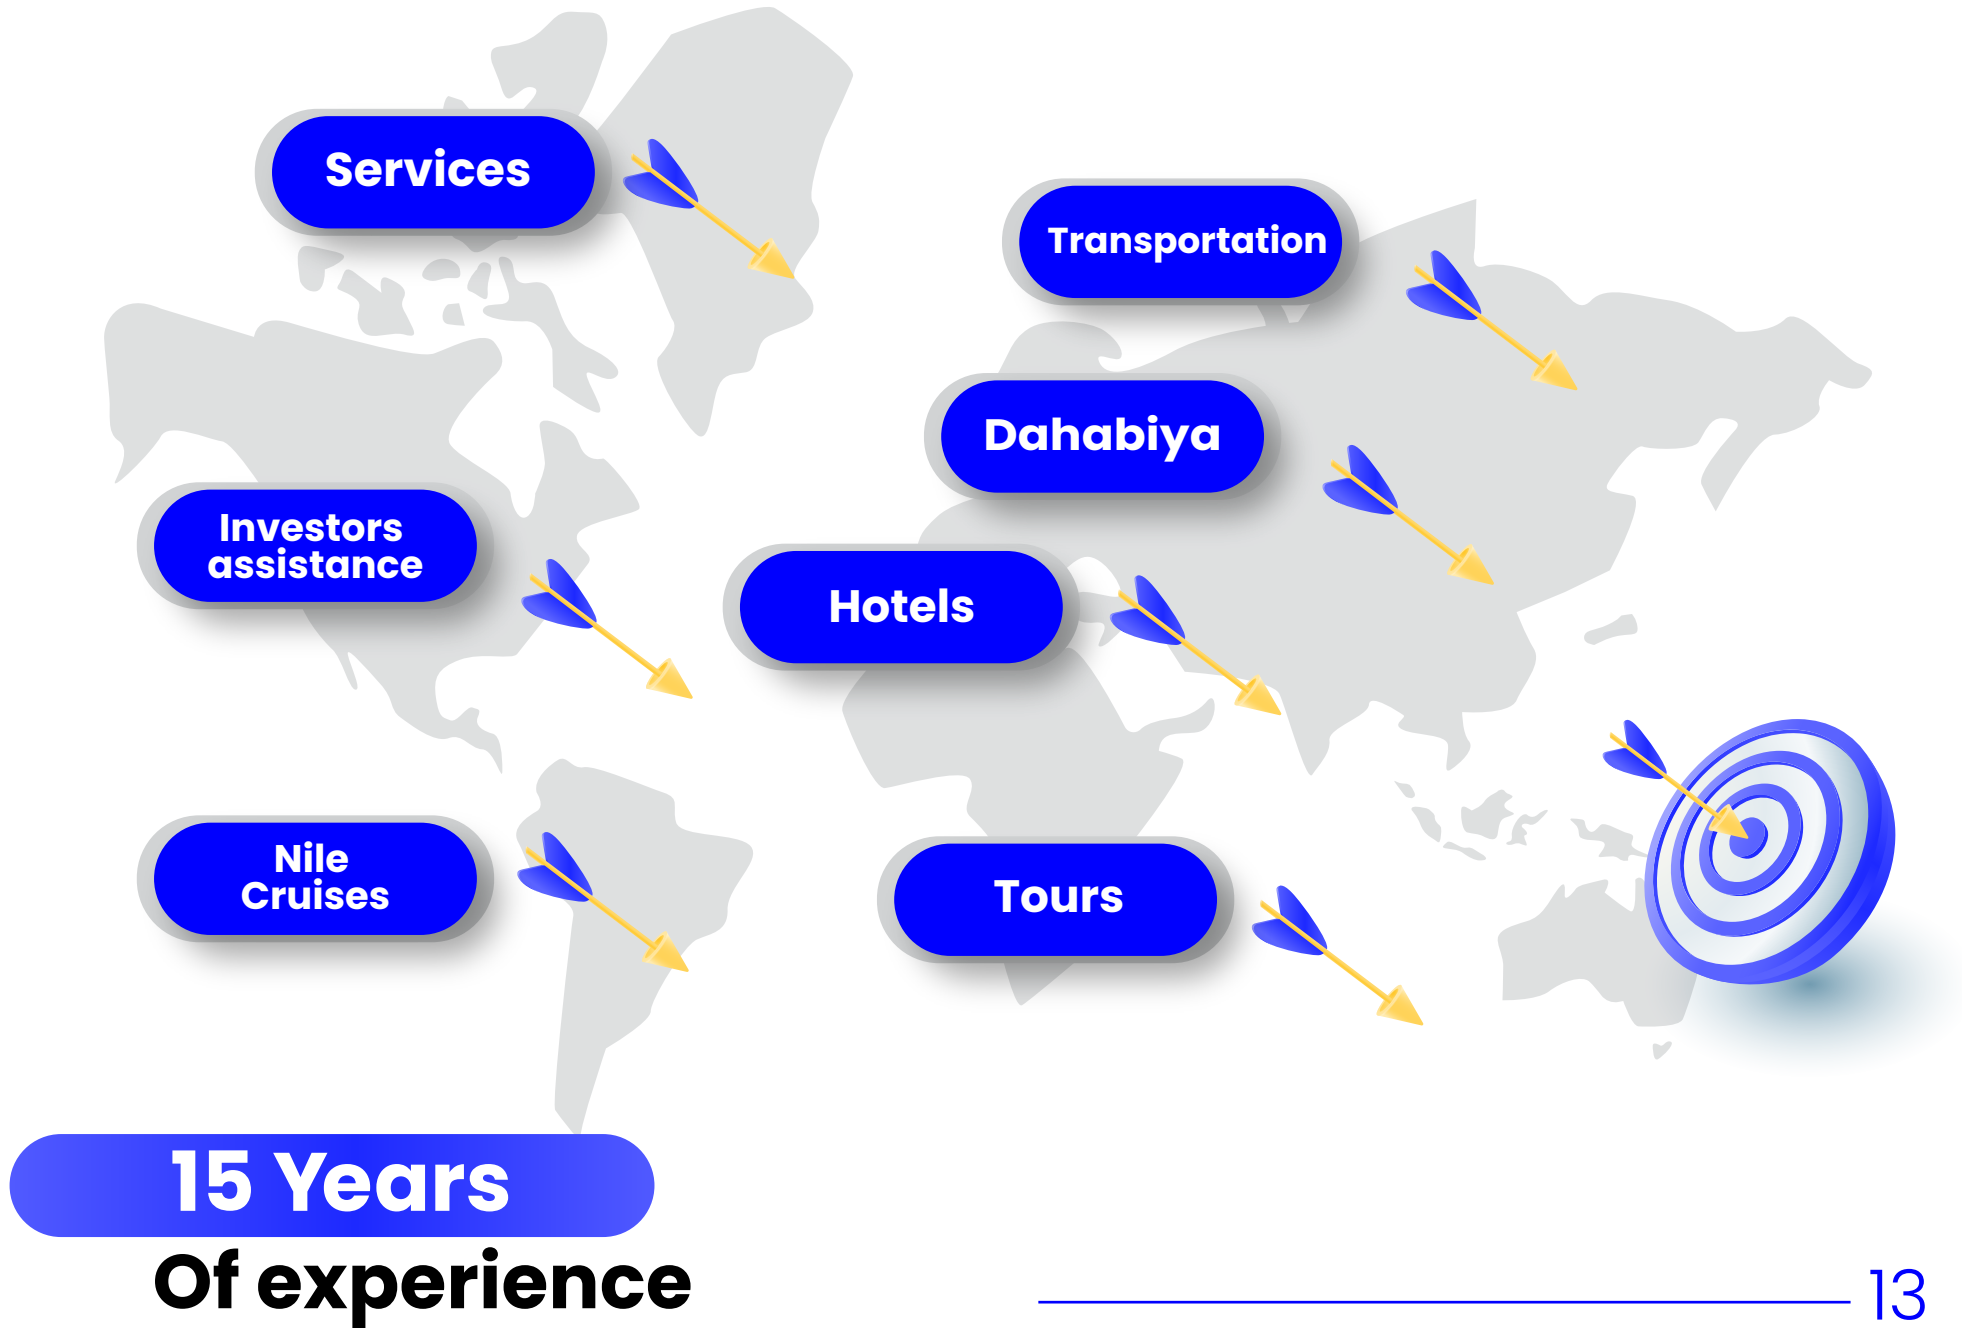 Services
Transportation
Dahabiya
Investors
assistance
Hotels
Nile
Cruises
Tours
15 Years
Of experience
13